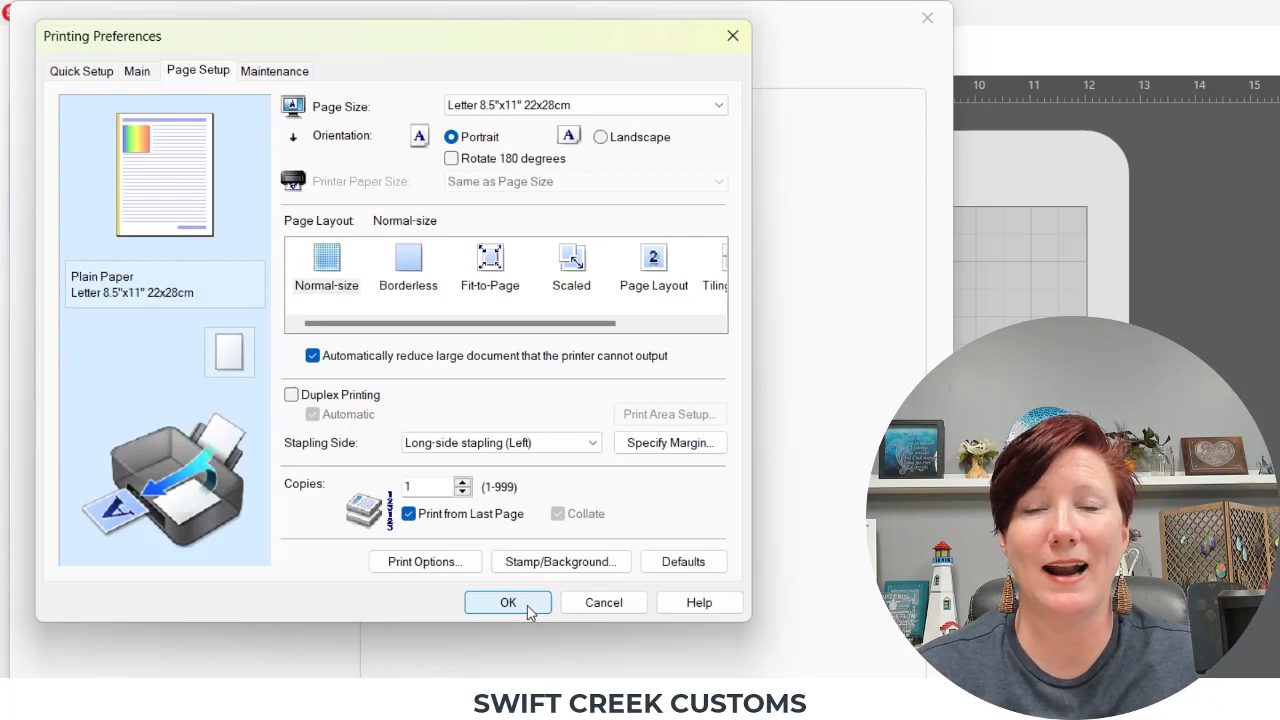 Printing Preferences
Quick Setup Main Page Setup Maintenance
Page Size: Letter 8.5"x11" 22x28cm
Orientation: A Portrait A Landscape
Rotate 180 degrees
Printer Paper Size: Same as Page Size
Page Layout: Normal-size
2
Normal-size Borderless Fit-to-Page Scaled Page Layout Tiling
Plain Paper
Letter 8.5"x11" 22x28cm
Automatically reduce large document that the printer cannot output
Duplex Printing
Automatic Print Area Setup...
Stapling Side: Long-side stapling (Left) Specify Margin...
Copies: 1 (1-999)
Print from Last Page Collate
Print Options... Stamp/Background... Defaults
OK Cancel Help
10 11 12 13 14 15
SWIFT CREEK CUSTOMS